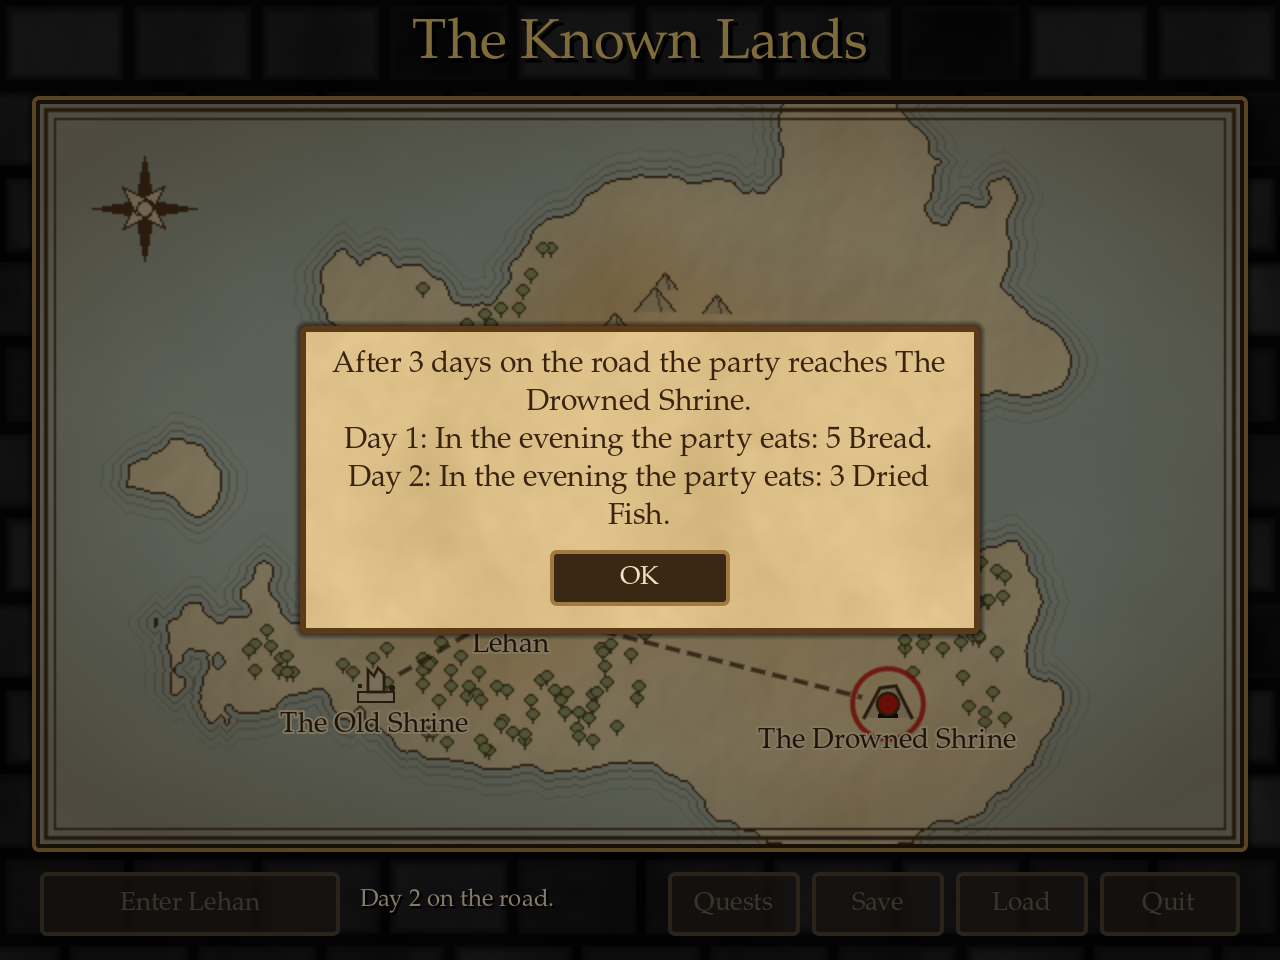 The Known Lands
After 3 days on the road the party reaches The
Drowned Shrine.
Day 1: In the evening the party eats: 5 Bread.
Day 2: In the evening the party eats: 3 Dried
Fish.
OK
Lehan
The Old Shrine
The Drowned Shrine
Enter Lehan
Day 2 on the road.
Quests
Save
Load
Quit